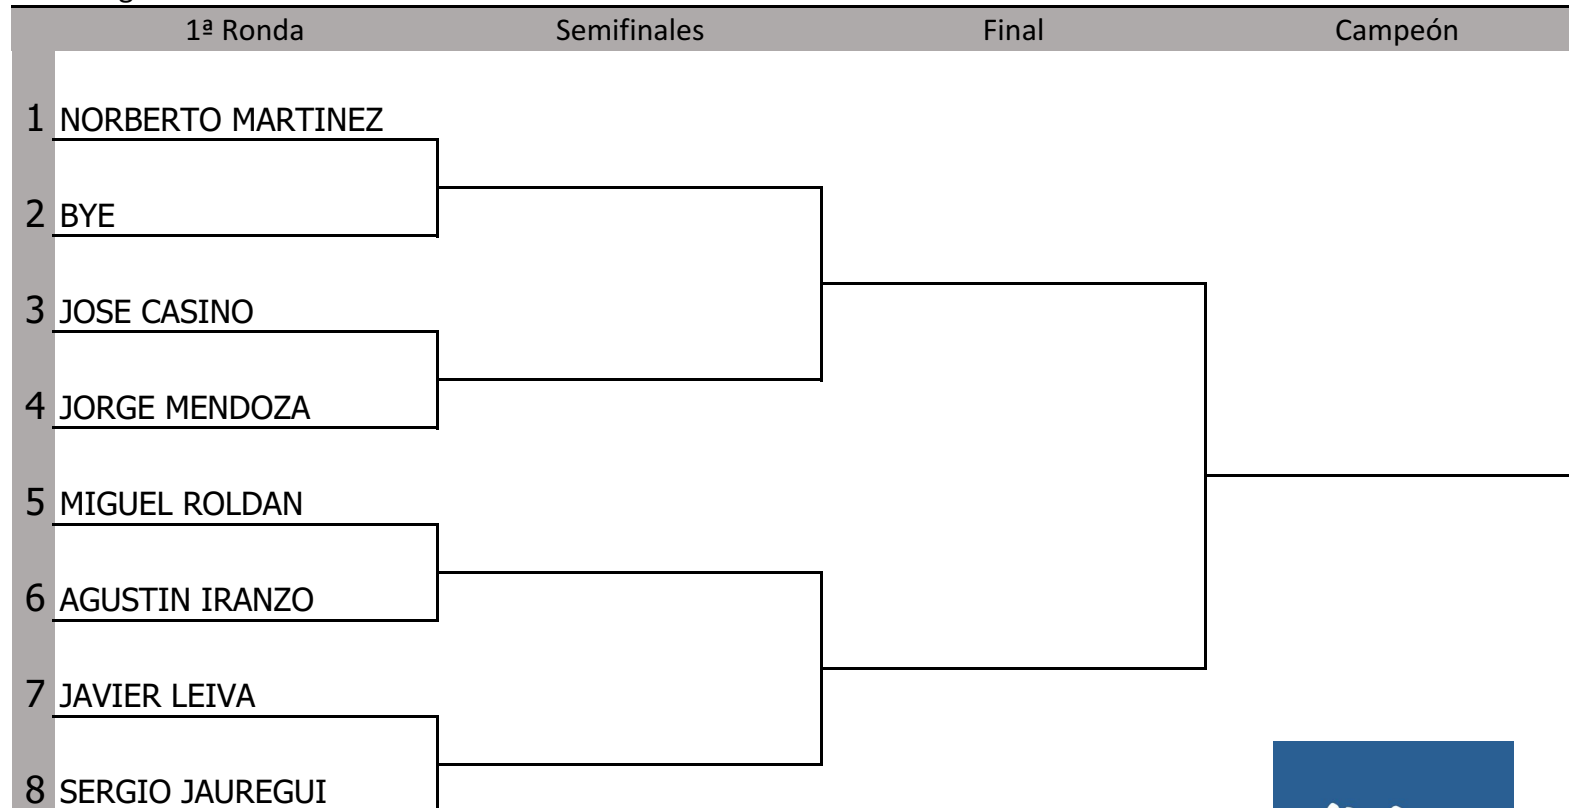 1ª Ronda Semifinales Final Campeón
1 NORBERTO MARTINEZ
2 BYE
3 JOSE CASINO
4 JORGE MENDOZA
5 MIGUEL ROLDAN
6 AGUSTIN IRANZO
7 JAVIER LEIVA
8 SERGIO JAUREGUI